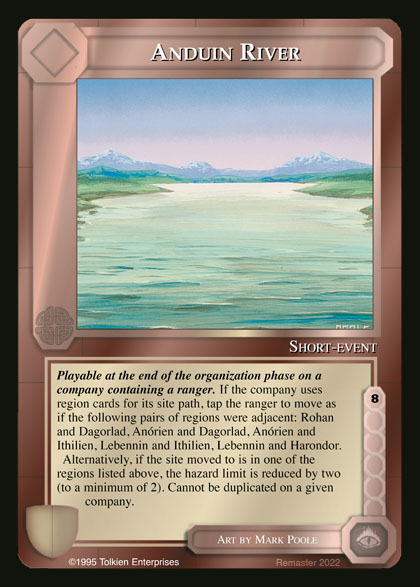 Anduin River
Short-event
Playable at the end of the organization phase on a
company containing a ranger. If the company uses
region cards for its site path, tap the ranger to move as
if the following pairs of regions were adjacent: Rohan
and Dagorlad, Anórien and Dagorlad, Anórien and
Ithilien, Lebennin and Ithilien, Lebennin and Harondor.
Alternatively, if the site moved to is in one of the
regions listed above, the hazard limit is reduced by two
(to a minimum of 2). Cannot be duplicated on a given
company.
8
Art by Mark Poole
©1995 Tolkien Enterprises
Remaster 2022